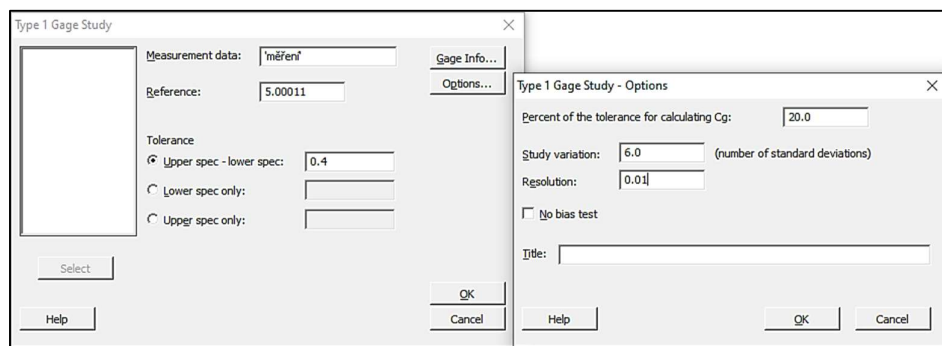 Type 1 Gage Study
Measurement data: 'měření'
Gage Info...
Reference: 5.00011
Options...
Tolerance
Upper spec - lower spec: 0.4
Lower spec only:
Upper spec only:
Select
OK
Help
Cancel
Type 1 Gage Study - Options
Percent of the tolerance for calculating Cg: 20.0
Study variation: 6.0 (number of standard deviations)
Resolution: 0.01
No bias test
Title:
Help
OK
Cancel